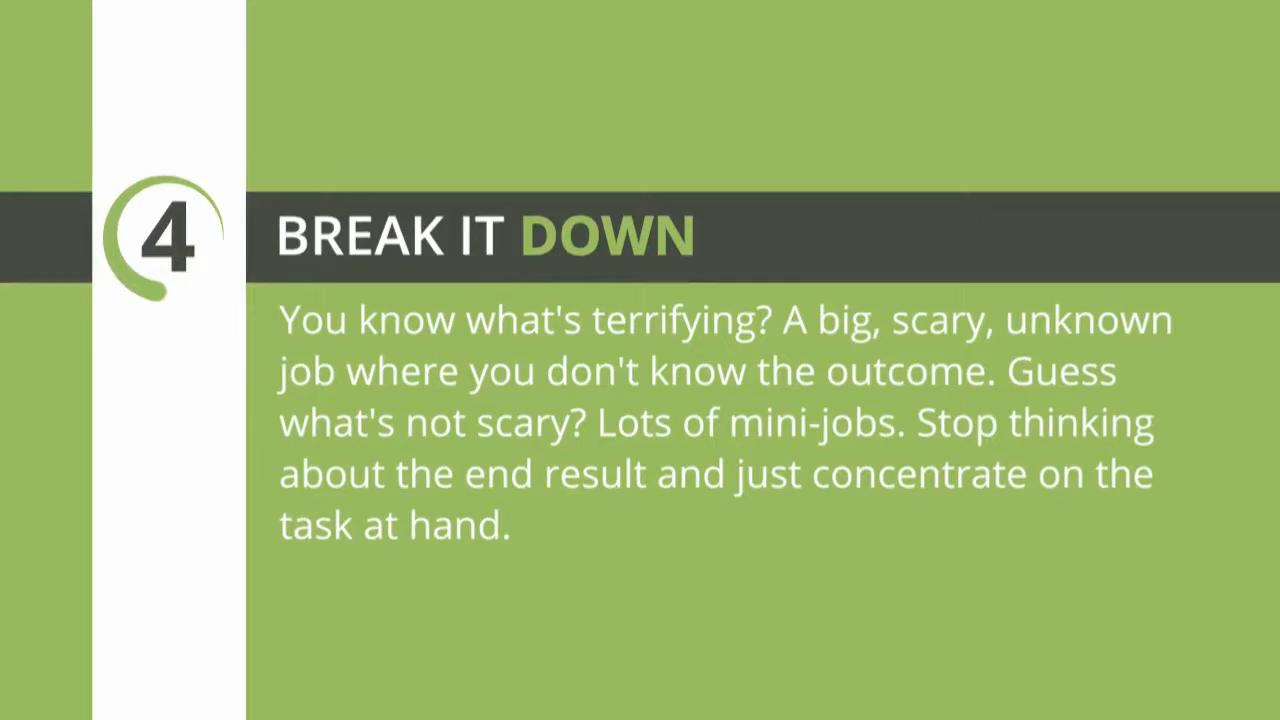 4
BREAK IT DOWN
You know what's terrifying? A big, scary, unknown
job where you don't know the outcome. Guess
what's not scary? Lots of mini-jobs. Stop thinking
about the end result and just concentrate on the
task at hand.